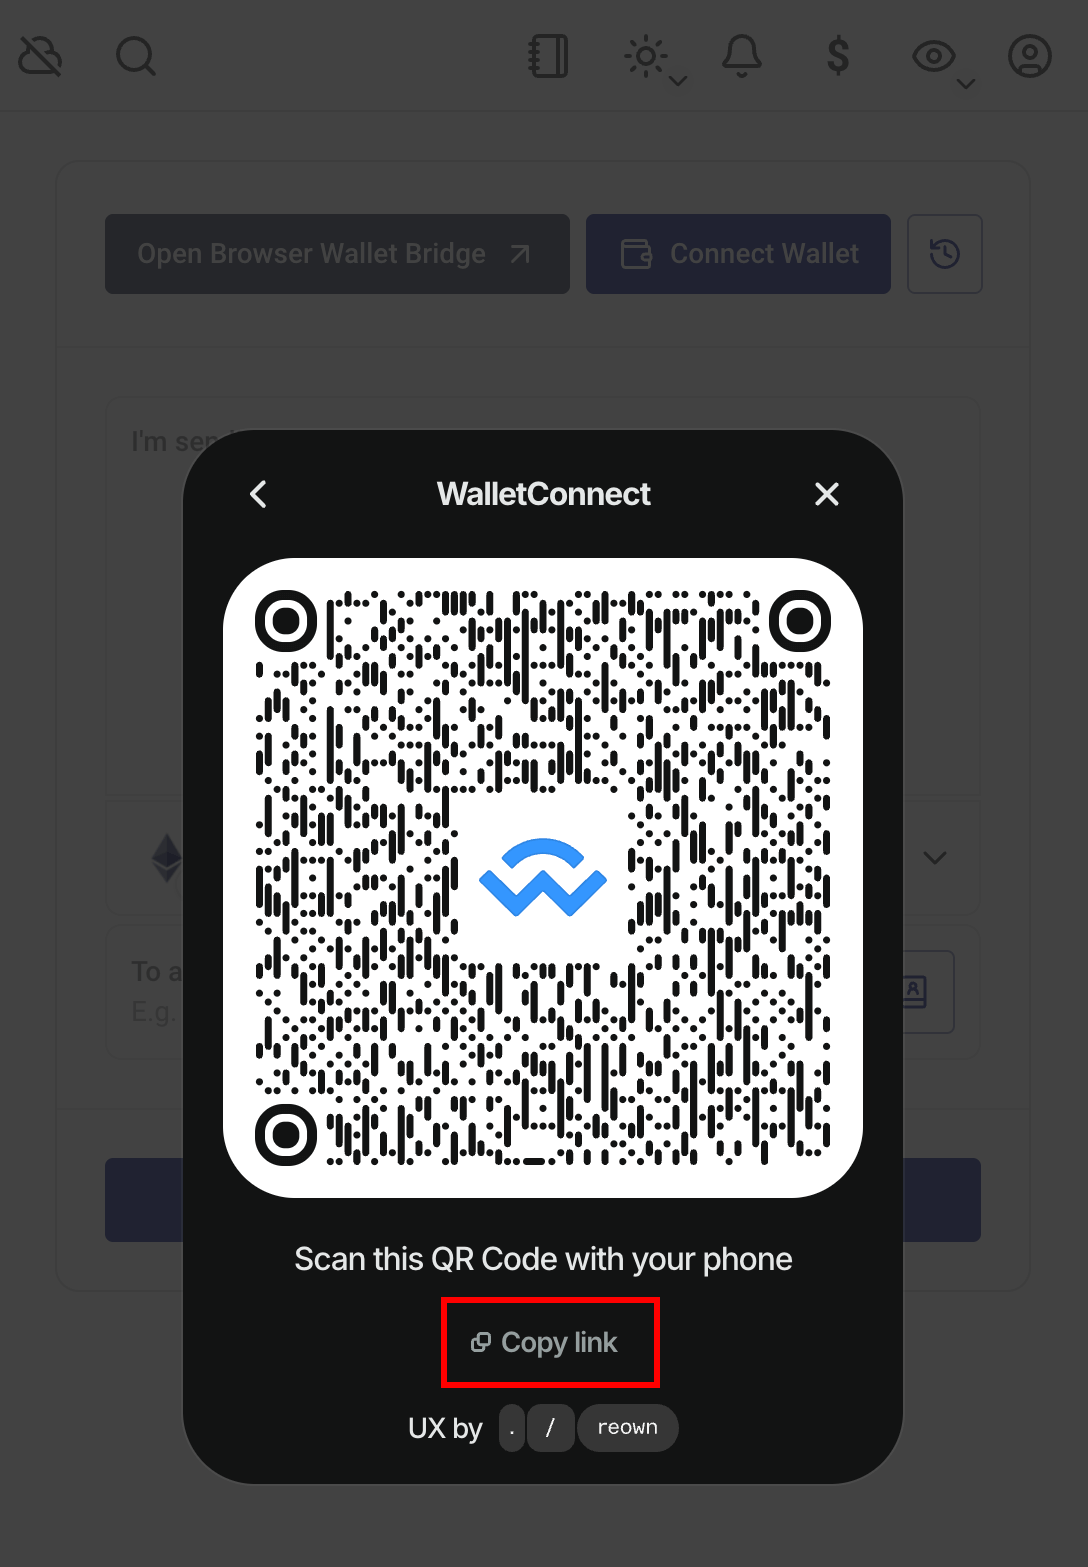 Open Browser Wallet Bridge
Connect Wallet
I'm sen
WalletConnect
To a
E.g.
Scan this QR Code with your phone
Copy link
UX by . / reown